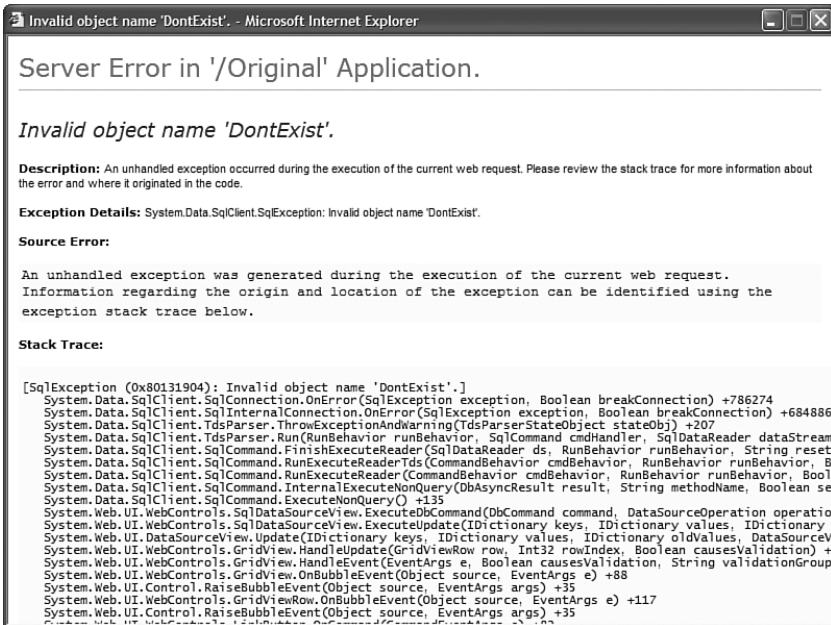 Invalid object name 'DontExist'. - Microsoft Internet Explorer
Server Error in '/Original' Application.
Invalid object name 'DontExist'.
Description: An unhandled exception occurred during the execution of the current web request. Please review the stack trace for more information about
the error and where it originated in the code.
Exception Details: System.Data.SqlClient.SqlException: Invalid object name 'DontExist'.
Source Error:
An unhandled exception was generated during the execution of the current web request.
Information regarding the origin and location of the exception can be identified using the
exception stack trace below.
Stack Trace:
[SqlException (0x80131904): Invalid object name 'DontExist'.]
System.Data.SqlClient.SqlConnection.OnError(SqlException exception, Boolean breakConnection) +786274
System.Data.SqlClient.SqlInternalConnection.OnError(SqlException exception, Boolean breakConnection) +684886
System.Data.SqlClient.TdsParser.ThrowExceptionAndWarning(TdsParserStateObject stateObj) +207
System.Data.SqlClient.TdsParser.Run(RunBehavior runBehavior, SqlCommand cmdHandler, SqlDataReader dataStream
System.Data.SqlClient.SqlCommand.FinishExecuteReader(SqlDataReader ds, RunBehavior runBehavior, String reset
System.Data.SqlClient.SqlCommand.RunExecuteReaderTds(CommandBehavior cmdBehavior, RunBehavior runBehavior, B
System.Data.SqlClient.SqlCommand.RunExecuteReader(CommandBehavior cmdBehavior, RunBehavior runBehavior, Bool
System.Data.SqlClient.SqlCommand.InternalExecuteNonQuery(DbAsyncResult result, String methodName, Boolean se
System.Data.SqlClient.SqlCommand.ExecuteNonQuery() +135
System.Web.UI.WebControls.SqlDataSourceView.ExecuteDbCommand(DbCommand command, DataSourceOperation operatio
System.Web.UI.WebControls.SqlDataSourceView.ExecuteUpdate(IDictionary keys, IDictionary values, IDictionary
System.Web.UI.DataSourceView.Update(IDictionary keys, IDictionary values, IDictionary oldValues, DataSourceV
System.Web.UI.WebControls.GridView.HandleUpdate(GridViewRow row, Int32 rowIndex, Boolean causesValidation) +
System.Web.UI.WebControls.GridView.HandleEvent(EventArgs e, Boolean causesValidation, String validationGroup
System.Web.UI.WebControls.GridView.OnBubbleEvent(Object source, EventArgs e) +88
System.Web.UI.Control.RaiseBubbleEvent(Object source, EventArgs args) +35
System.Web.UI.WebControls.GridViewRow.OnBubbleEvent(Object source, EventArgs e) +117
System.Web.UI.Control.RaiseBubbleEvent(Object source, EventArgs args) +35